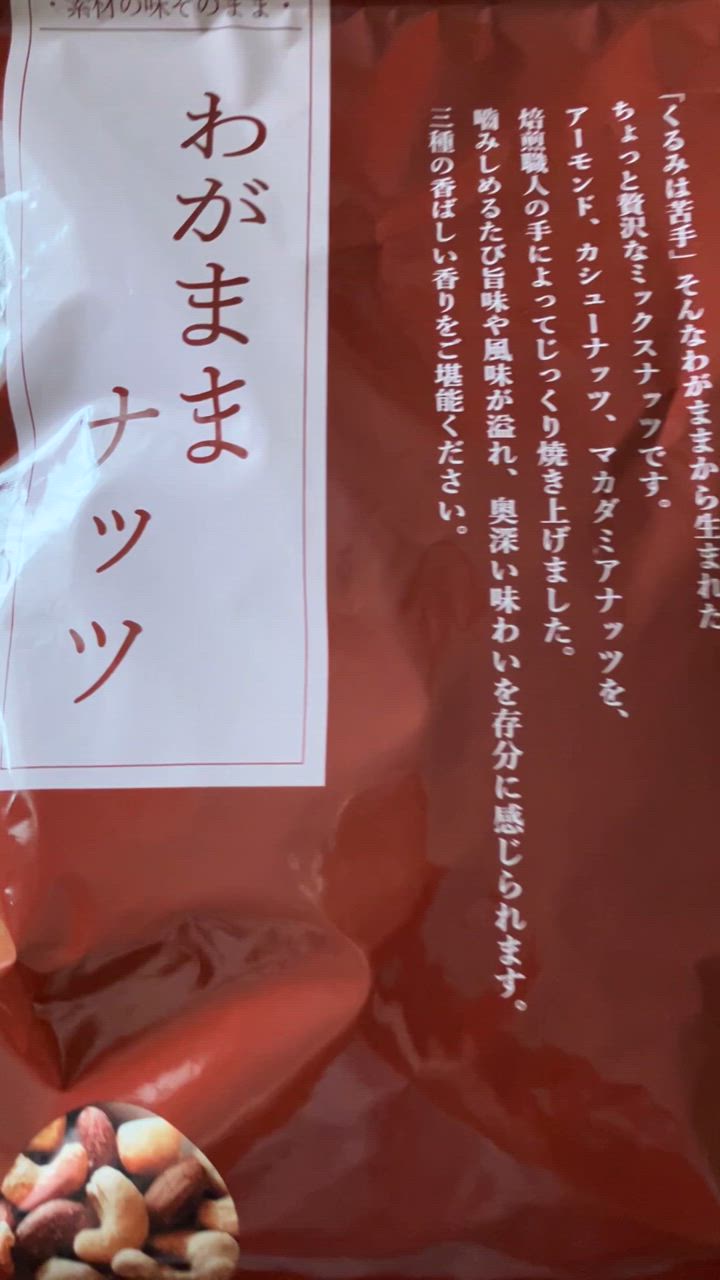 ・素材の味そのまま・
わがまま
ナッツ
「くるみは苦手」そんなわがままから生まれた
ちょっと贅沢なミックスナッツです。
アーモンド、カシューナッツ、マカダミアナッツを、
焙煎職人の手によってじっくり焼き上げました。
噛みしめるたび旨味や風味が溢れ、奥深い味わいを存分に感じられます。
三種の香ばしい香りをご堪能ください。